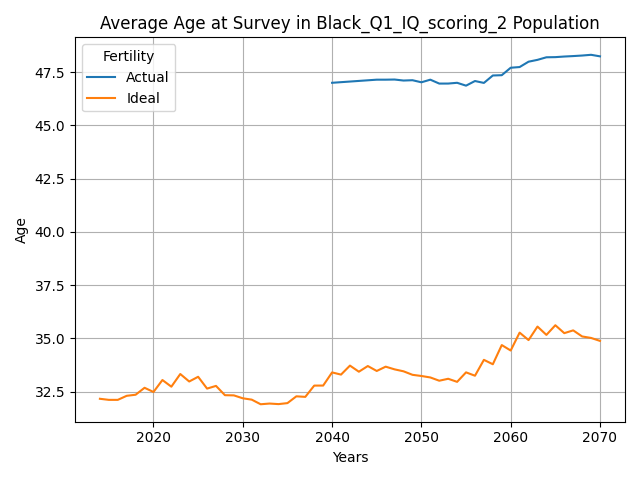 Average Age at Survey in Black_Q1_IQ_scoring_2 Population
Fertility
Actual
Ideal
47.5
45.0
42.5
40.0
37.5
35.0
32.5
Age
2020 2030 2040 2050 2060 2070
Years